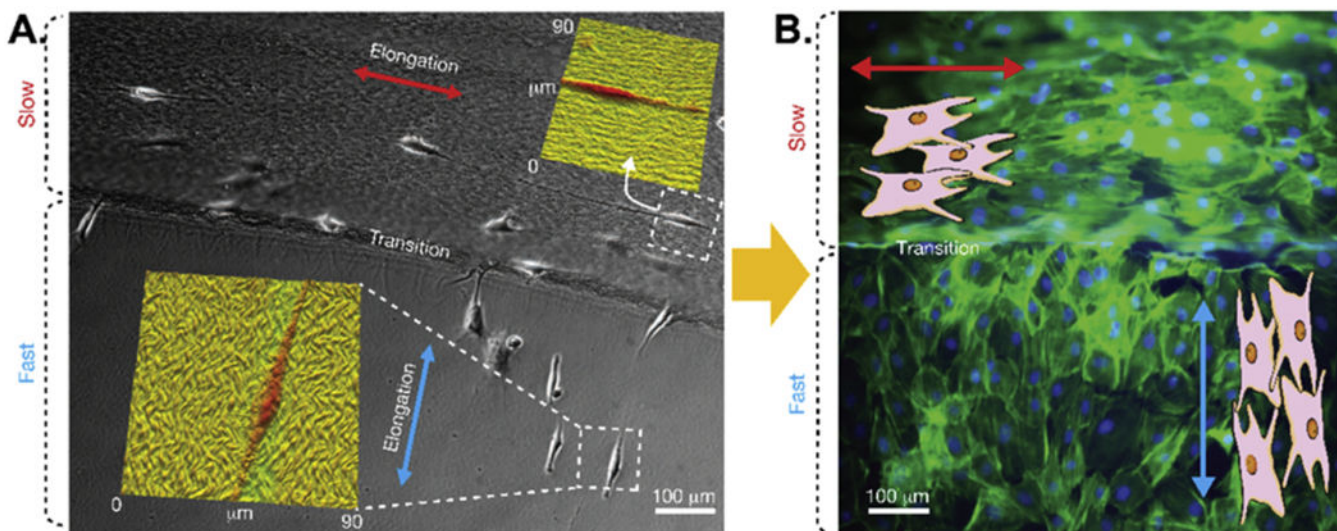 A.
Slow
Fast
Elongation
90
μm
0
Transition
Elongation
0
μm
90
100 μm
B.
Slow
Fast
Transition
100 μm